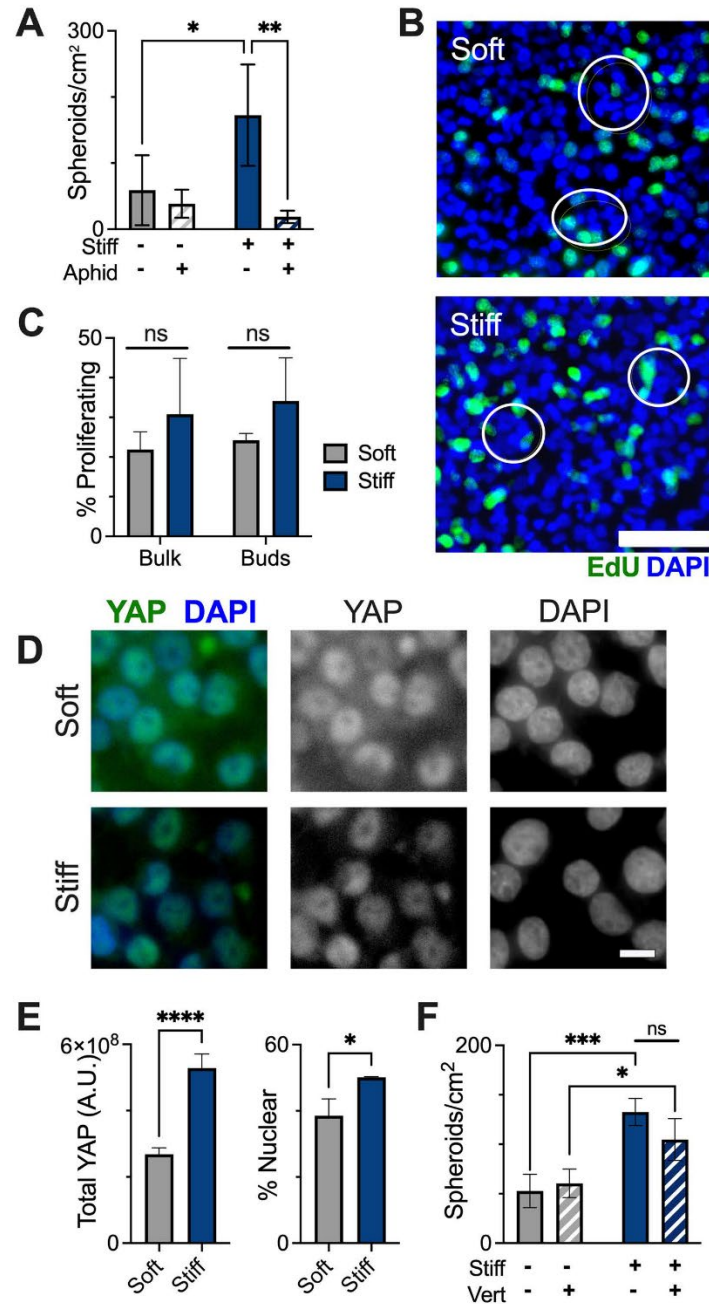 A
Spheroids/cm²
300
0
*
**
Stiff - - + +
Aphid - + - +
B
Soft
Stiff
EdU DAPI
C
% Proliferating
50
0
ns
ns
Bulk
Buds
Soft
Stiff
D
YAP DAPI
YAP
DAPI
Soft
Stiff
E
Total YAP (A.U.)
6×10⁸
0
****
Soft
Stiff
% Nuclear
60
0
*
Soft
Stiff
F
Spheroids/cm²
200
0
***
ns
*
Stiff - - + +
Vert - + - +